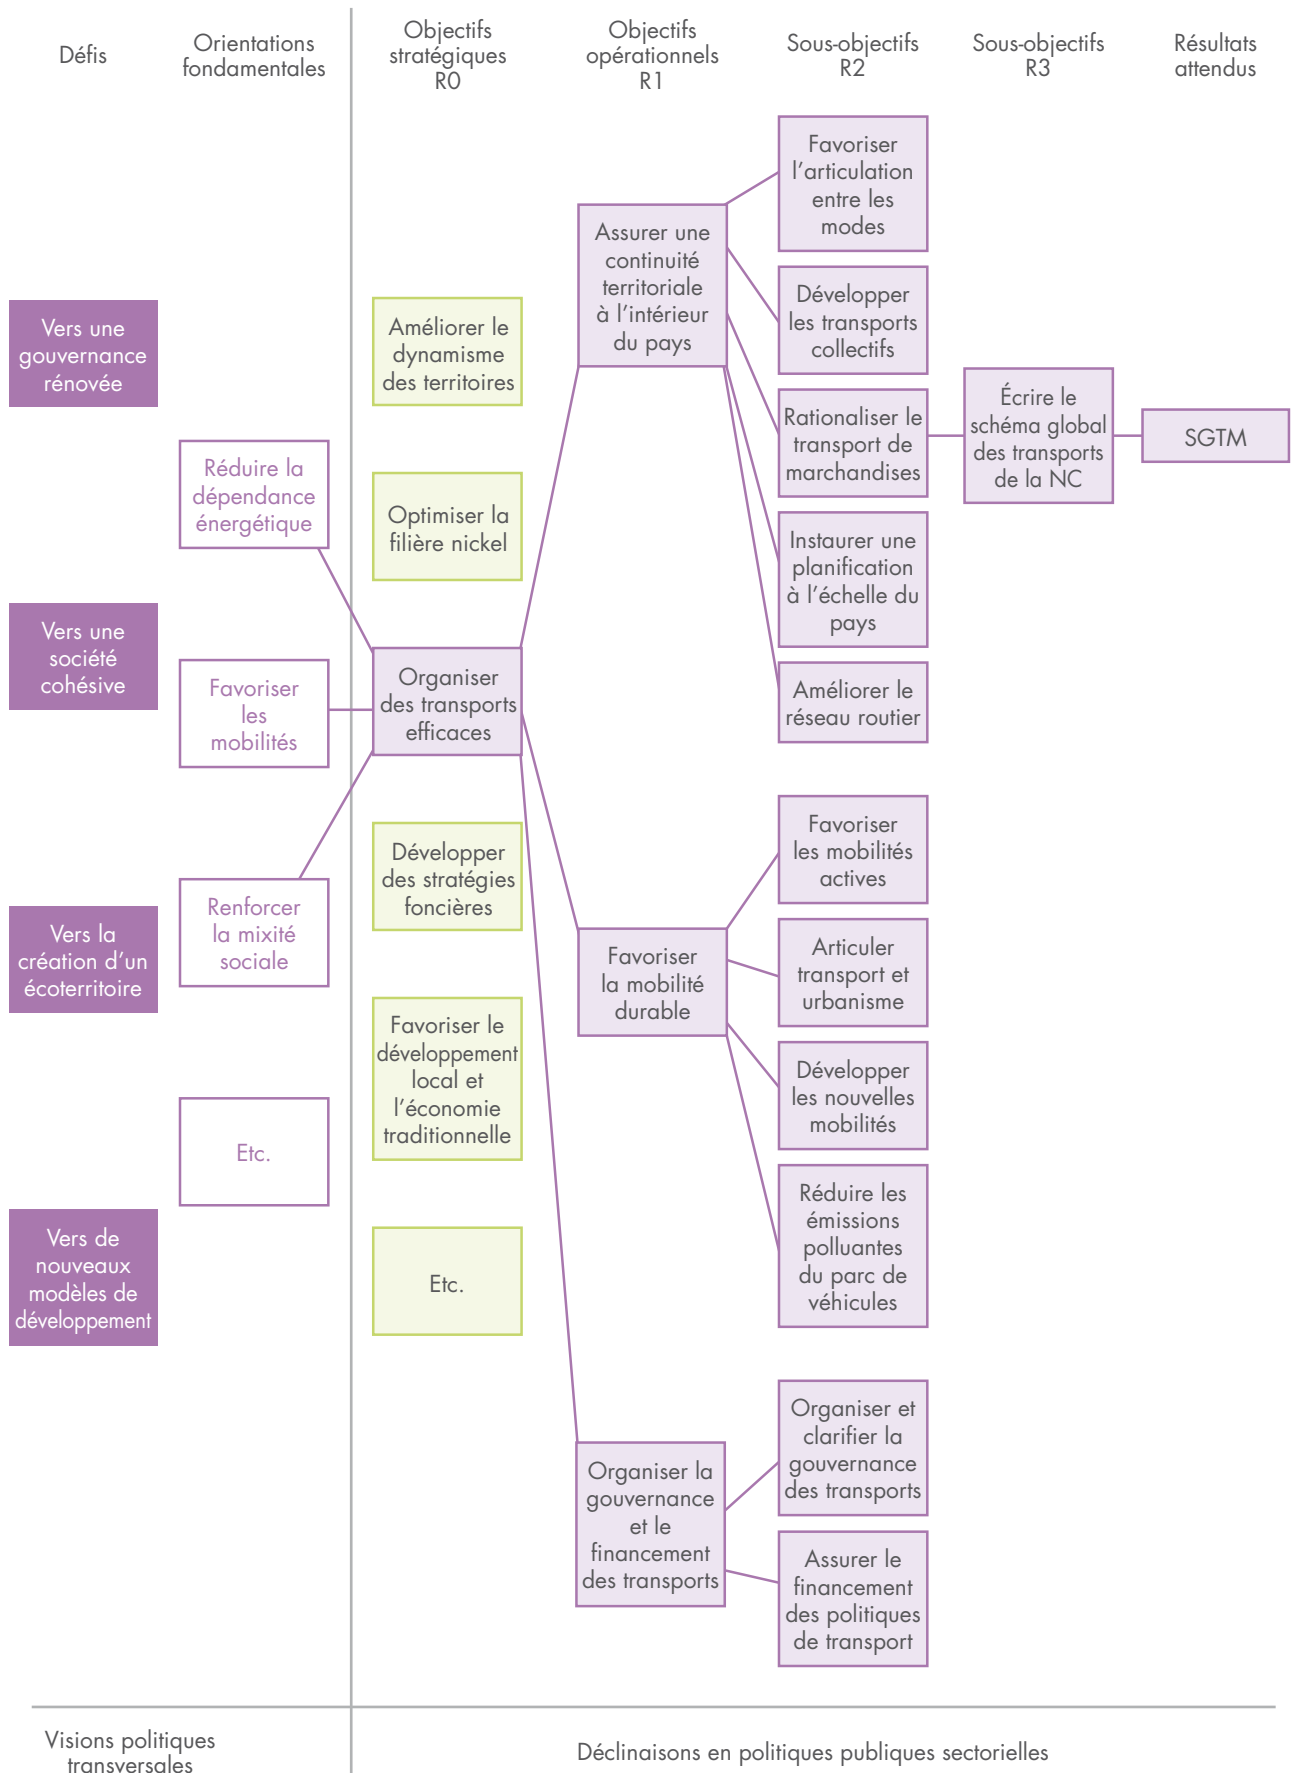 Défis
Orientations
fondamentales
Objectifs
stratégiques
R0
Objectifs
opérationnels
R1
Sous-objectifs
R2
Sous-objectifs
R3
Résultats
attendus
Vers une
gouvernance
rénovée
Vers une
société
cohésive
Vers la
création d'un
écoterritoire
Vers de
nouveaux
modèles de
développement
Réduire la
dépendance
énergétique
Favoriser
les
mobilités
Renforcer
la mixité
sociale
Etc.
Améliorer le
dynamisme
des territoires
Optimiser la
filière nickel
Organiser
des transports
efficaces
Développer
des stratégies
foncières
Favoriser le
développement
local et
l'économie
traditionnelle
Etc.
Assurer une
continuité
territoriale
à l'intérieur
du pays
Favoriser
la mobilité
durable
Organiser la
gouvernance
et le
financement
des transports
Favoriser
l'articulation
entre les
modes
Développer
les transports
collectifs
Rationaliser le
transport de
marchandises
Instaurer une
planification
à l'échelle du
pays
Améliorer le
réseau routier
Favoriser
les mobilités
actives
Articuler
transport et
urbanisme
Développer
les nouvelles
mobilités
Réduire les
émissions
polluantes
du parc de
véhicules
Organiser et
clarifier la
gouvernance
des transports
Assurer le
financement
des politiques
de transport
Écrire le
schéma global
des transports
de la NC
SGTM
Visions politiques
transversales
Déclinaisons en politiques publiques sectorielles